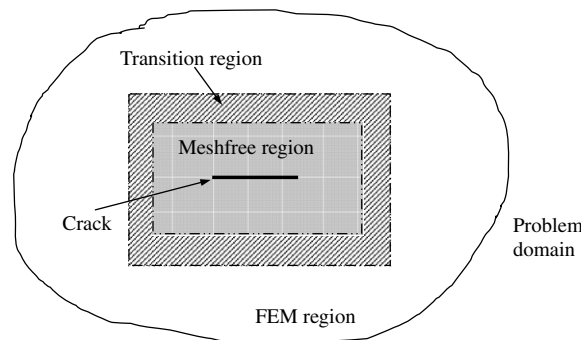 Transition region
Meshfree region
Crack
Problem
domain
FEM region